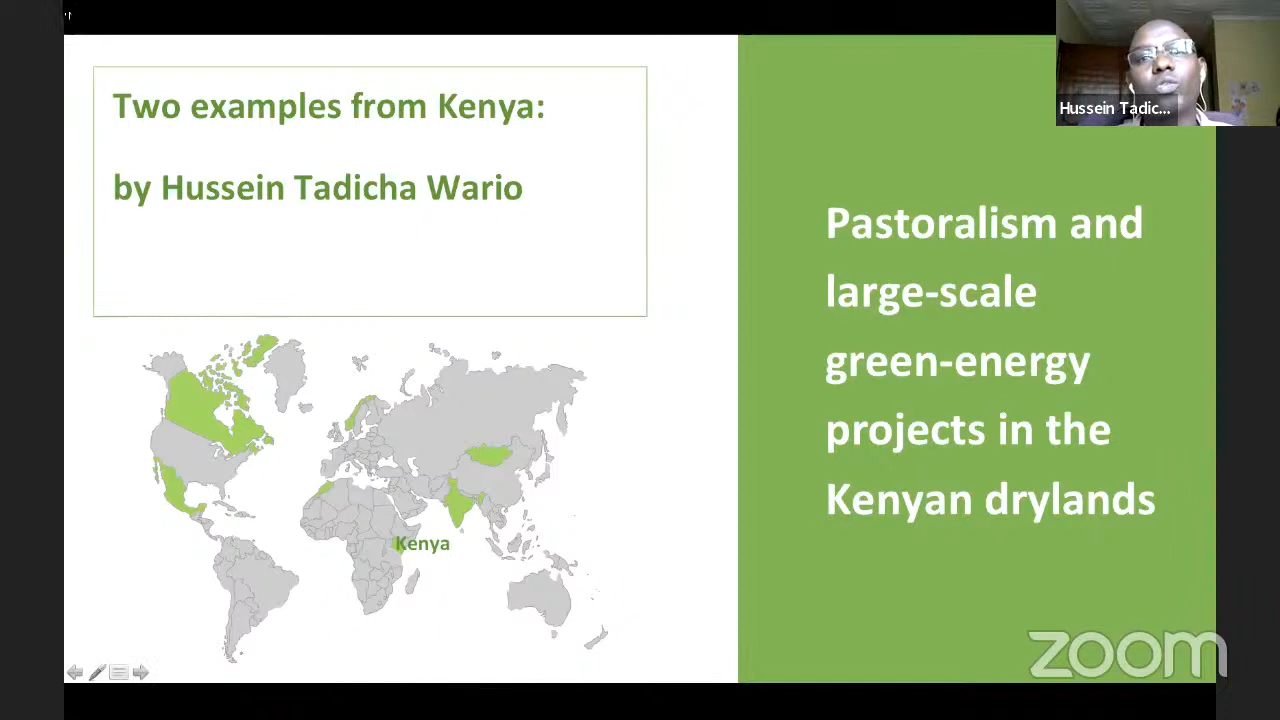 Two examples from Kenya:
by Hussein Tadicha Wario
Kenya
Hussein Tadic...
Pastoralism and
large-scale
green-energy
projects in the
Kenyan drylands
zoom